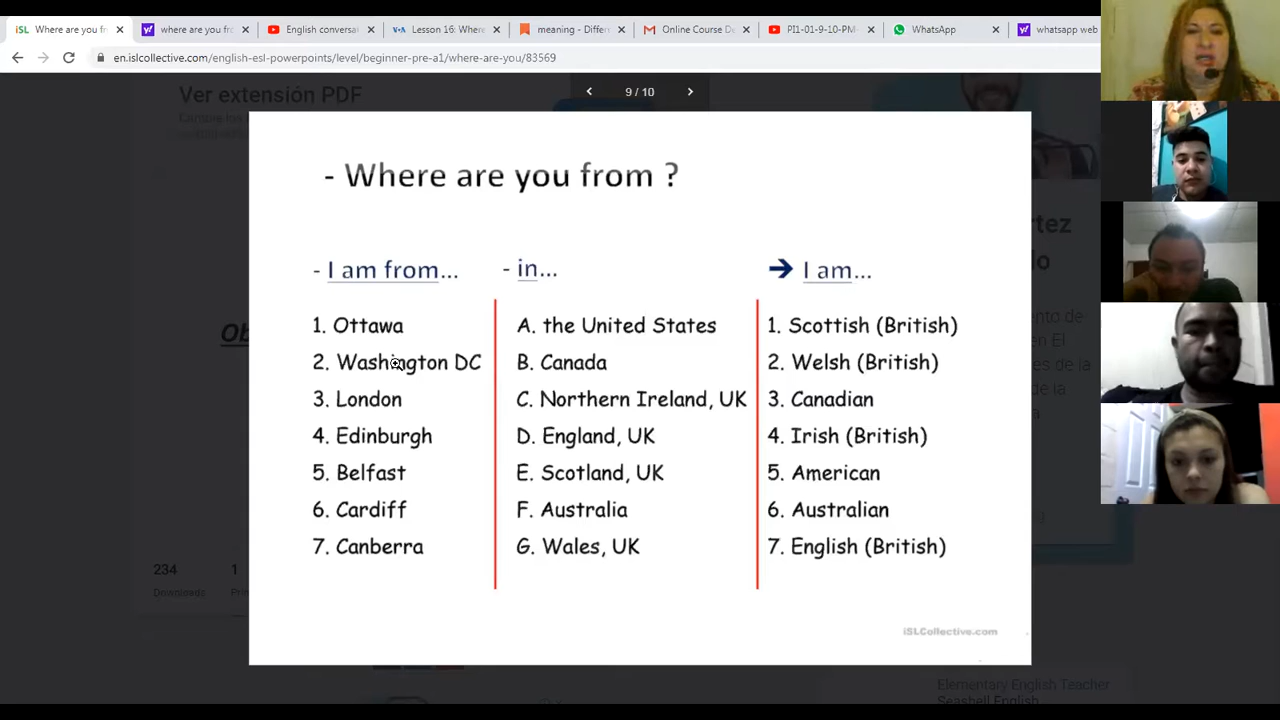 Where are you fr
where are you fro
English conversat
Lesson 16: Where
meaning - Differ
Online Course De
PI1-01-9-10-PM
WhatsApp
whatsapp web
en.islcollective.com/english-esl-powerpoints/level/beginner-pre-a1/where-are-you/83569
Ver extensión PDF
9 / 10
- Where are you from ?
- I am from...
- in...
➔ I am...
1. Ottawa
A. the United States
1. Scottish (British)
2. Washington DC
B. Canada
2. Welsh (British)
3. London
C. Northern Ireland, UK
3. Canadian
4. Edinburgh
D. England, UK
4. Irish (British)
5. Belfast
E. Scotland, UK
5. American
6. Cardiff
F. Australia
6. Australian
7. Canberra
G. Wales, UK
7. English (British)
iSLCollective.com
234
1
Downloads
Elementary English Teacher
Seashell English